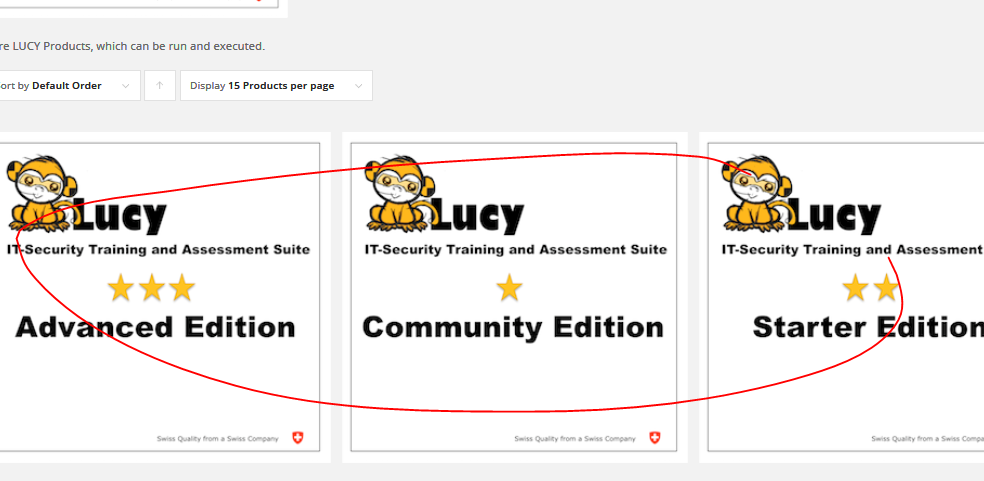 re LUCY Products, which can be run and executed.
ort by Default Order
Display 15 Products per page
Lucy
IT-Security Training and Assessment Suite
Advanced Edition
Swiss Quality from a Swiss Company
Lucy
IT-Security Training and Assessment Suite
Community Edition
Swiss Quality from a Swiss Company
Lucy
IT-Security Training and Assessment
Starter Edition
Swiss Quality from a Swiss Compa